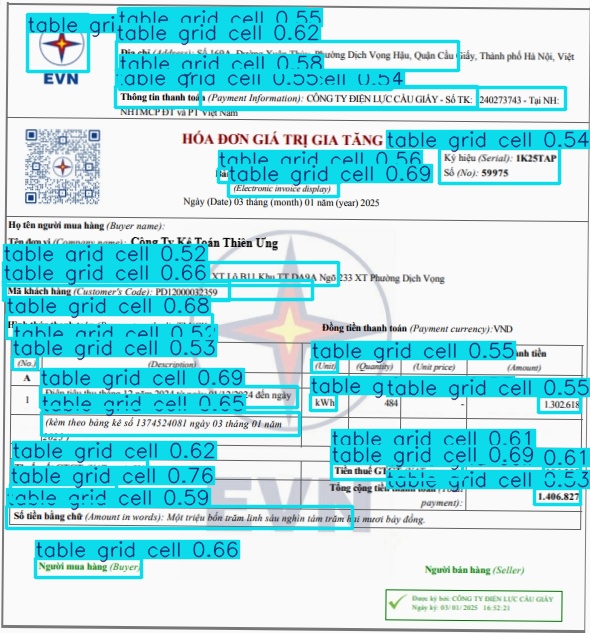 table grid cell 0.55
table gri
table grid cell 0.62
Địa chỉ (Address): Số 169A, Đường Xuân Thủy, Phường Dịch Vọng Hậu, Quận Cầu Giấy, Thành phố Hà Nội, Việt
table grid cell 0.58
EVN
table grid cell 0.55
cell 0.54
Thông tin thanh toán (Payment Information): CÔNG TY ĐIỆN LỰC CẦU GIẤY - Số TK: 240273743 - Tại NH:
NHTMCP ĐT và PT Việt Nam
HÓA ĐƠN GIÁ TRỊ GIA TĂNG
table grid cell 0.54
table grid cell 0.56
Ký hiệu (Serial): 1K25TAP
table grid cell 0.69
Số (No): 59975
(Electronic invoice display)
Ngày (Date) 03 tháng (month) 01 năm (year) 2025
Họ tên người mua hàng (Buyer name):
Tên đơn vị (Company name): Công Ty Kế Toán Thiên Ưng
table grid cell 0.52
table grid cell 0.66
XT Lô B11 Khu TT DA9A Ngõ 233 XT Phường Dịch Vọng
Mã khách hàng (Customer's Code): PD12000032359
table grid cell 0.68
table grid cell 0.52
Đồng tiền thanh toán (Payment currency):VND
table grid cell 0.53
table grid cell 0.55
(No.)
(Description)
(Unit)
(Quantity)
(Unit price)
(Amount)
A
table grid cell 0.69
table g
table grid cell 0.55
1
Điện tiêu thụ tháng 12 năm 2024 từ ngày 01/12/2024 đến ngày
kWh
484
-
1.302.618
table grid cell 0.65
(kèm theo bảng kê số 1374524081 ngày 03 tháng 01 năm
2025 )
table grid cell 0.61
table grid cell 0.62
table grid cell 0.69
0.61
Tiền thuế GT
table grid cell 0.76
cell 0.53
Tổng cộng tiền thanh toán (Total
payment):
1.406.827
table grid cell 0.59
Số tiền bằng chữ (Amount in words): Một triệu bốn trăm linh sáu nghìn tám trăm hai mươi bảy đồng.
EVN
table grid cell 0.66
Người mua hàng (Buyer)
Người bán hàng (Seller)
Được ký bởi: CÔNG TY ĐIỆN LỰC CẦU GIẤY
Ngày ký: 03/01/2025 16:52:21